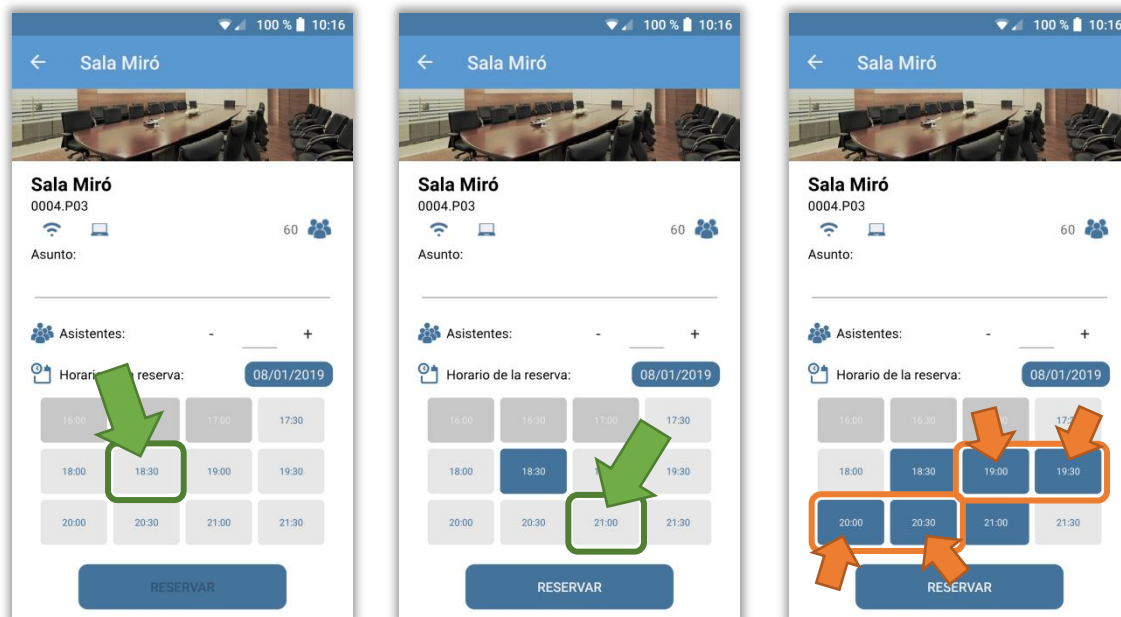 100 % 10:16
Sala Miró
Sala Miró
0004.P03
60
Asunto:
Asistentes: - +
Horario reserva: 08/01/2019
16:00 17:00 17:30
18:00 18:30 19:00 19:30
20:00 20:30 21:00 21:30
RESERVAR
100 % 10:16
Sala Miró
Sala Miró
0004.P03
60
Asunto:
Asistentes: - +
Horario de la reserva: 08/01/2019
16:00 16:30 17:00 17:30
18:00 18:30 19:30
20:00 20:30 21:00 21:30
RESERVAR
100 % 10:16
Sala Miró
Sala Miró
0004.P03
60
Asunto:
Asistentes: - +
Horario de la reserva: 08/01/2019
16:00 16:30
18:00 18:30 19:00 19:30
20:00 20:30 21:00 21:30
RESERVAR